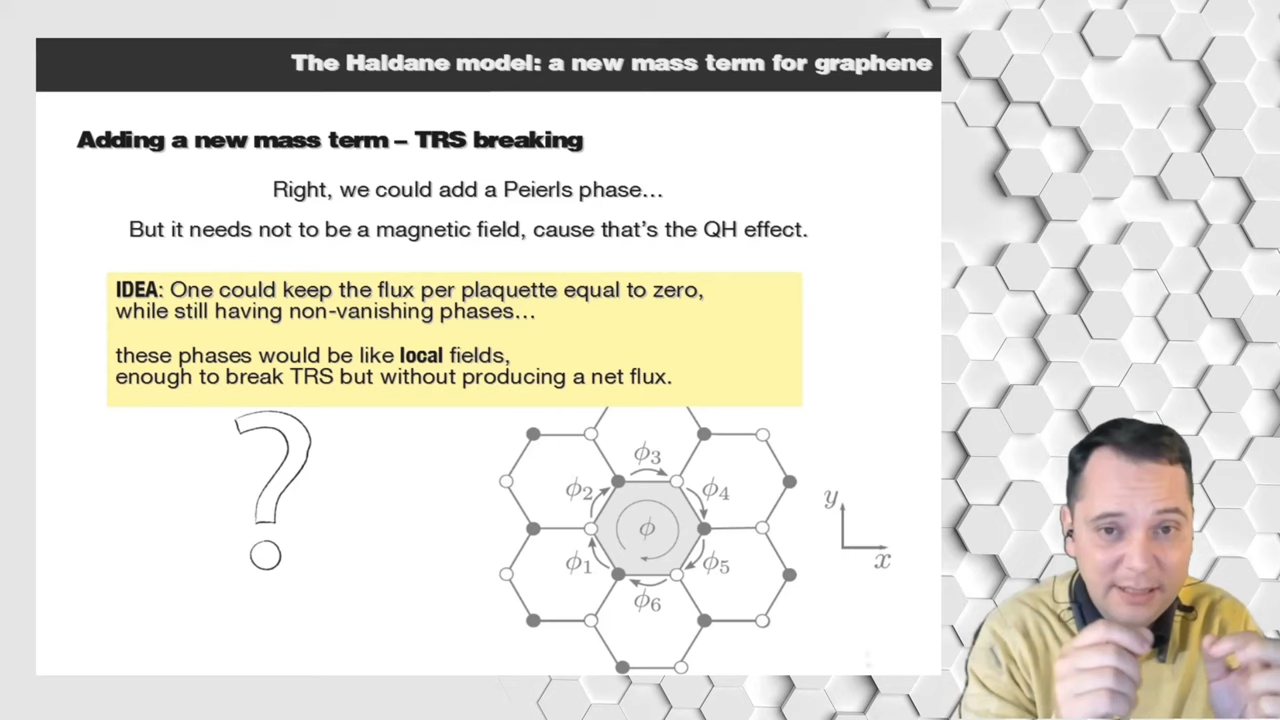 The Haldane model: a new mass term for graphene
Adding a new mass term – TRS breaking
Right, we could add a Peierls phase…
But it needs not to be a magnetic field, cause that's the QH effect.
IDEA: One could keep the flux per plaquette equal to zero,
while still having non-vanishing phases…
these phases would be like local fields,
enough to break TRS but without producing a net flux.
?
ϕ3
ϕ2
ϕ4
ϕ
ϕ1
ϕ5
ϕ6
y
x